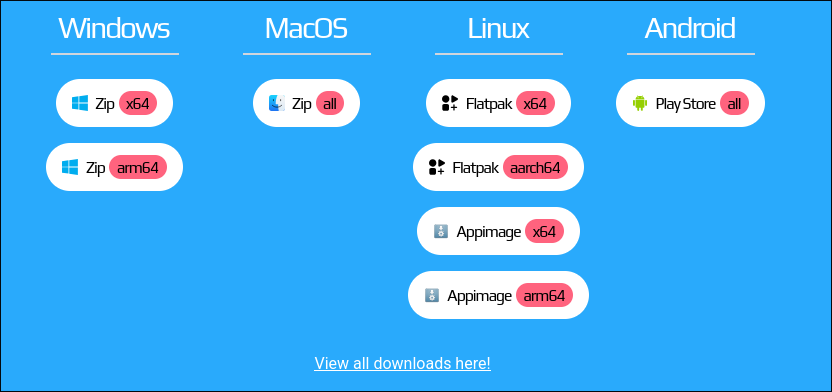 Windows
MacOS
Linux
Android
Zip x64
Zip all
Flatpak x64
Play Store all
Zip arm64
Flatpak aarch64
Appimage x64
Appimage arm64
View all downloads here!